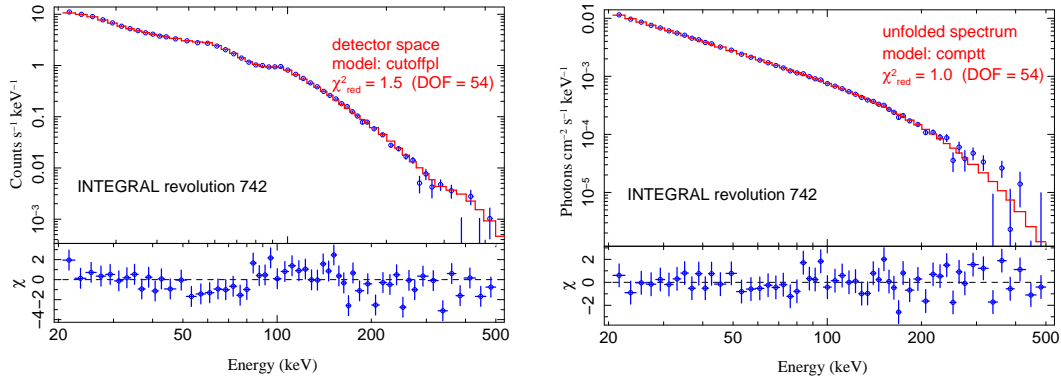 10
1
0.1
0.01
10⁻³
Counts s⁻¹ keV⁻¹
detector space
model: cutoffpl
χ²red = 1.5 (DOF = 54)
INTEGRAL revolution 742
2
0
−2
−4
χ
20 50 100 200 500
Energy (keV)
0.01
10⁻³
10⁻⁴
10⁻⁵
Photons cm⁻² s⁻¹ keV⁻¹
unfolded spectrum
model: comptt
χ²red = 1.0 (DOF = 54)
INTEGRAL revolution 742
2
0
−2
χ
20 50 100 200 500
Energy (keV)